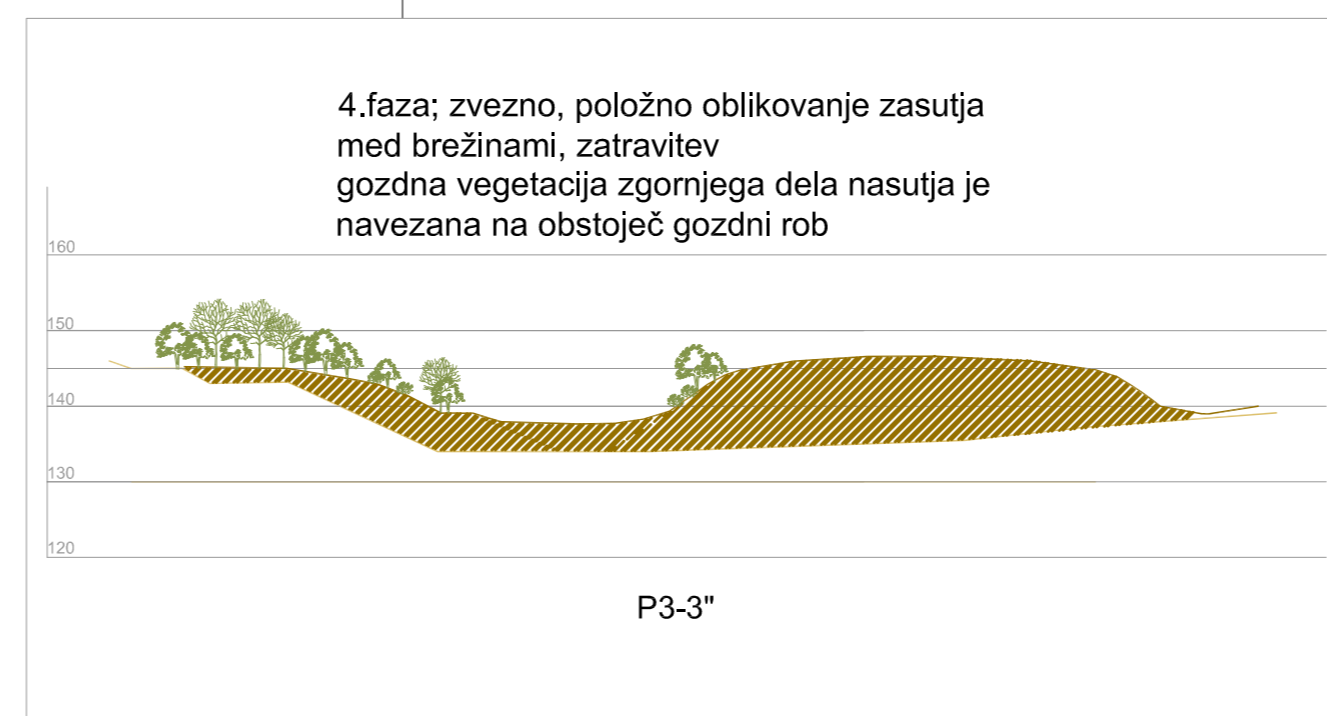 4.faza; zvezno, položno oblikovanje zasutja
med brežinami, zatravitev
gozdna vegetacija zgornjega dela nasutja je
navezana na obstoječ gozdni rob
160
150
140
130
120
P3-3"